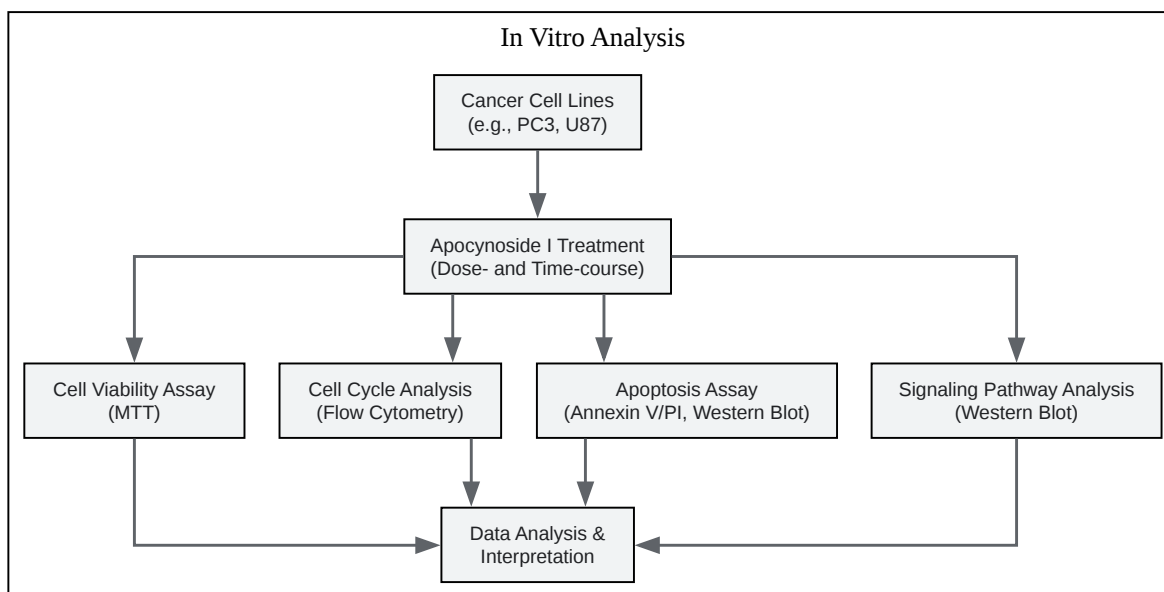 In Vitro Analysis
Cancer Cell Lines
(e.g., PC3, U87)
Apocynoside I Treatment
(Dose- and Time-course)
Cell Viability Assay
(MTT)
Cell Cycle Analysis
(Flow Cytometry)
Apoptosis Assay
(Annexin V/PI, Western Blot)
Signaling Pathway Analysis
(Western Blot)
Data Analysis &
Interpretation